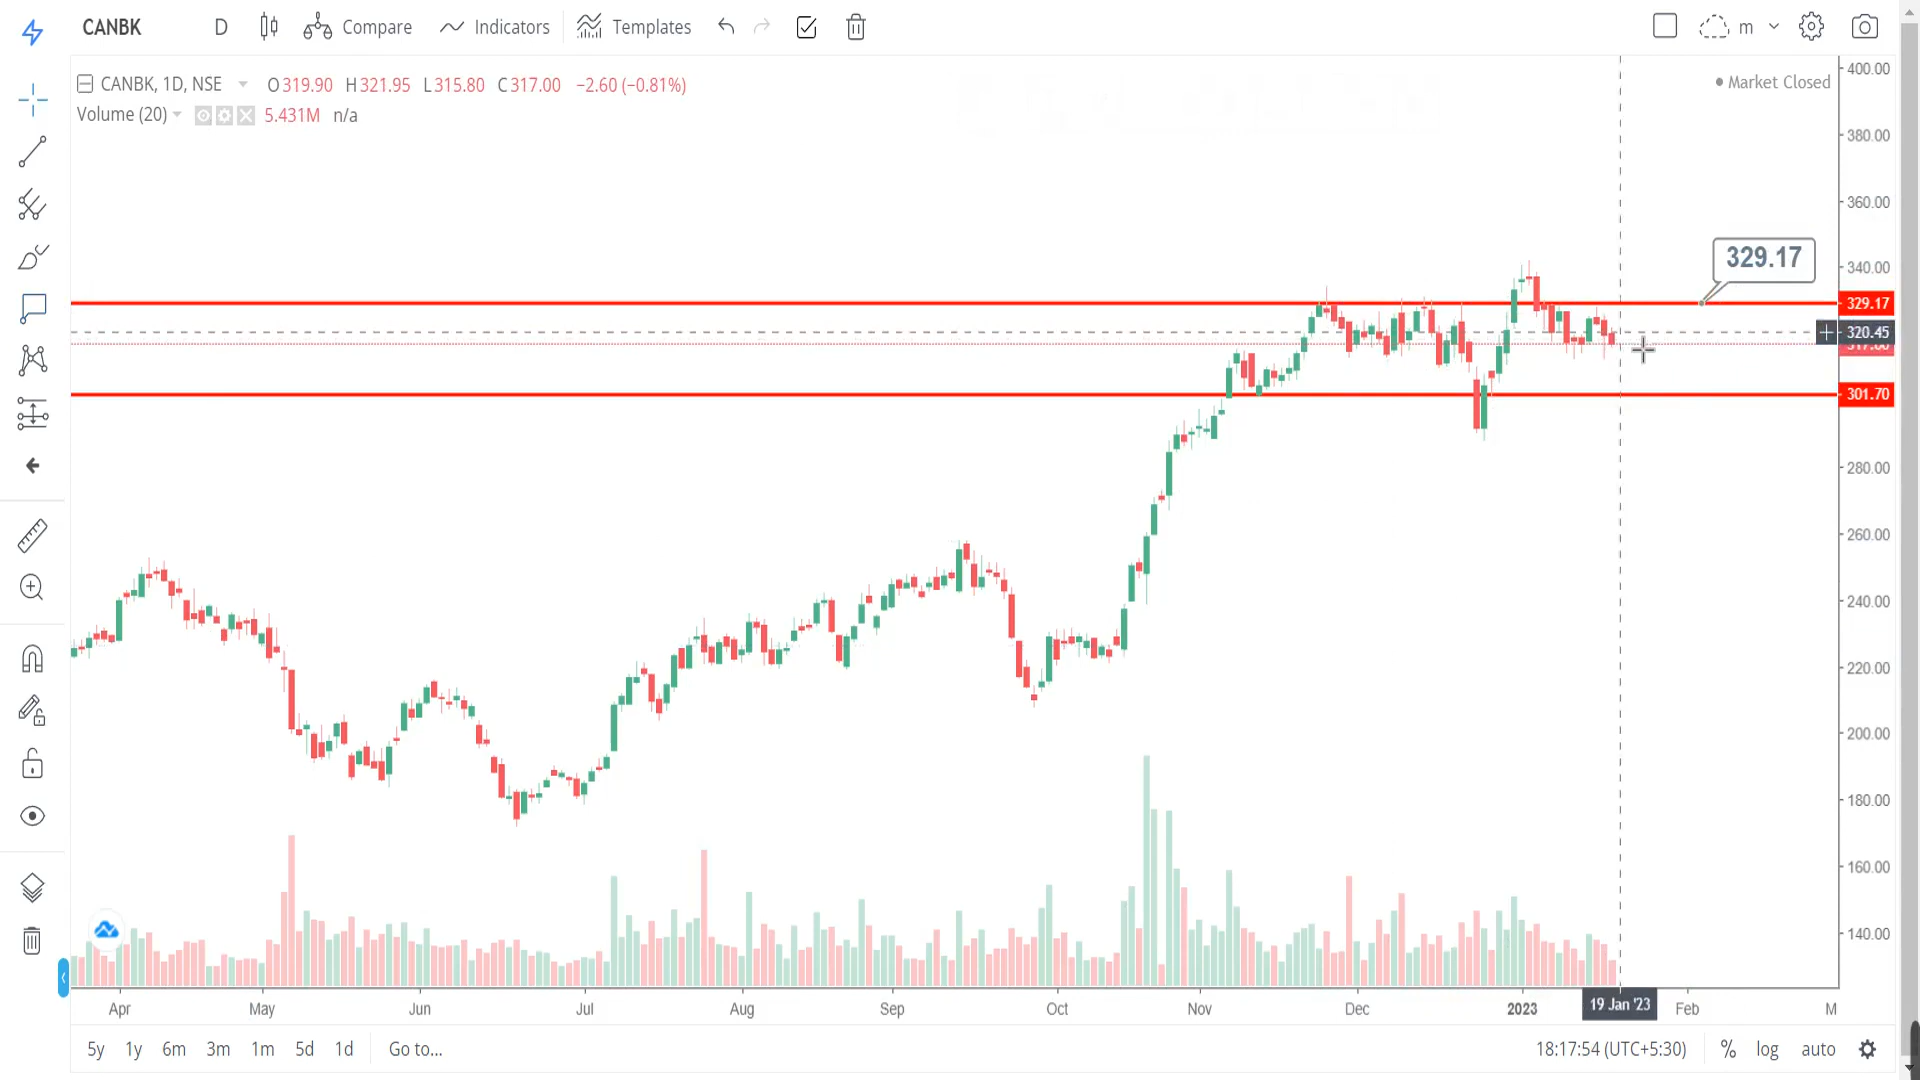 CANBK D Compare Indicators Templates m
CANBK, 1D, NSE O319.90 H321.95 L315.80 C317.00 −2.60 (−0.81%)
Market Closed
Volume (20) 5.431M n/a
400.00
380.00
360.00
340.00
329.17
329.17
320.45
301.70
280.00
260.00
240.00
220.00
200.00
180.00
160.00
140.00
Apr May Jun Jul Aug Sep Oct Nov Dec 2023 19 Jan '23 Feb M
5y 1y 6m 3m 1m 5d 1d Go to... 18:17:54 (UTC+5:30) % log auto